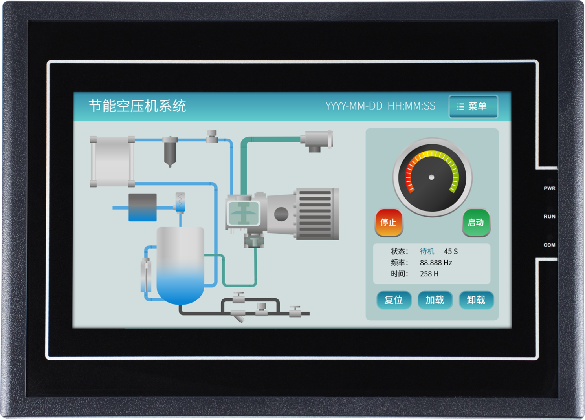 节能空压机系统
YYYY-MM-DD HH:MM:SS
菜单
PWR
RUN
COM
停止
启动
状态: 待机 45 S
频率: 88.888 Hz
时间: 258 H
复位
加载
卸载